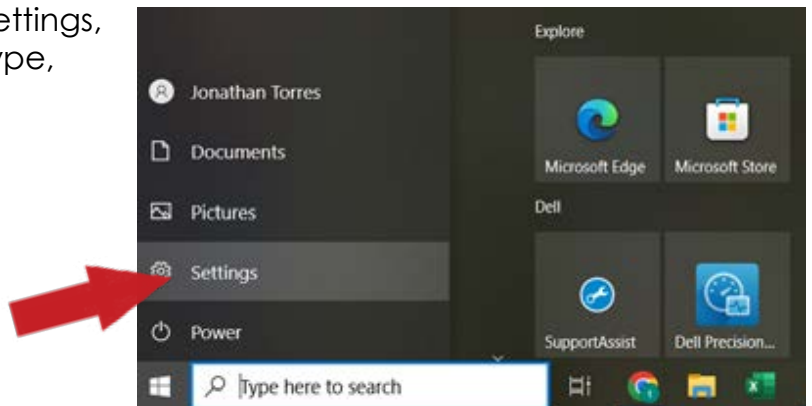 ettings,
ype,
Explore
Jonathan Torres
Documents
Microsoft Edge Microsoft Store
Pictures
Dell
Settings
Power
SupportAssist Dell Precision...
Type here to search